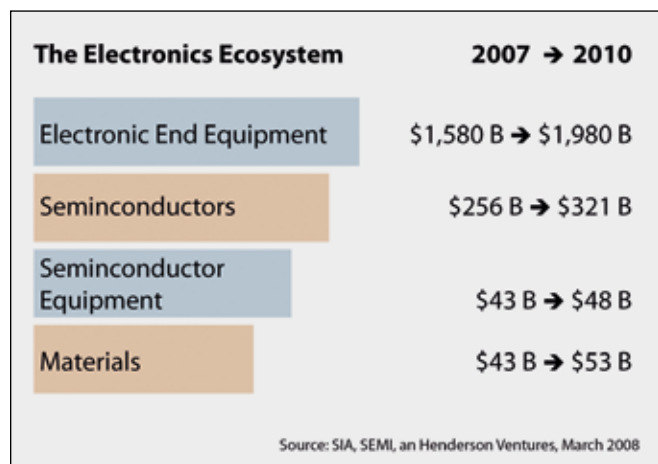 The Electronics Ecosystem 2007 → 2010
Electronic End Equipment $1,580 B → $1,980 B
Seminconductors $256 B → $321 B
Seminconductor
Equipment $43 B → $48 B
Materials $43 B → $53 B
Source: SIA, SEMI, an Henderson Ventures, March 2008